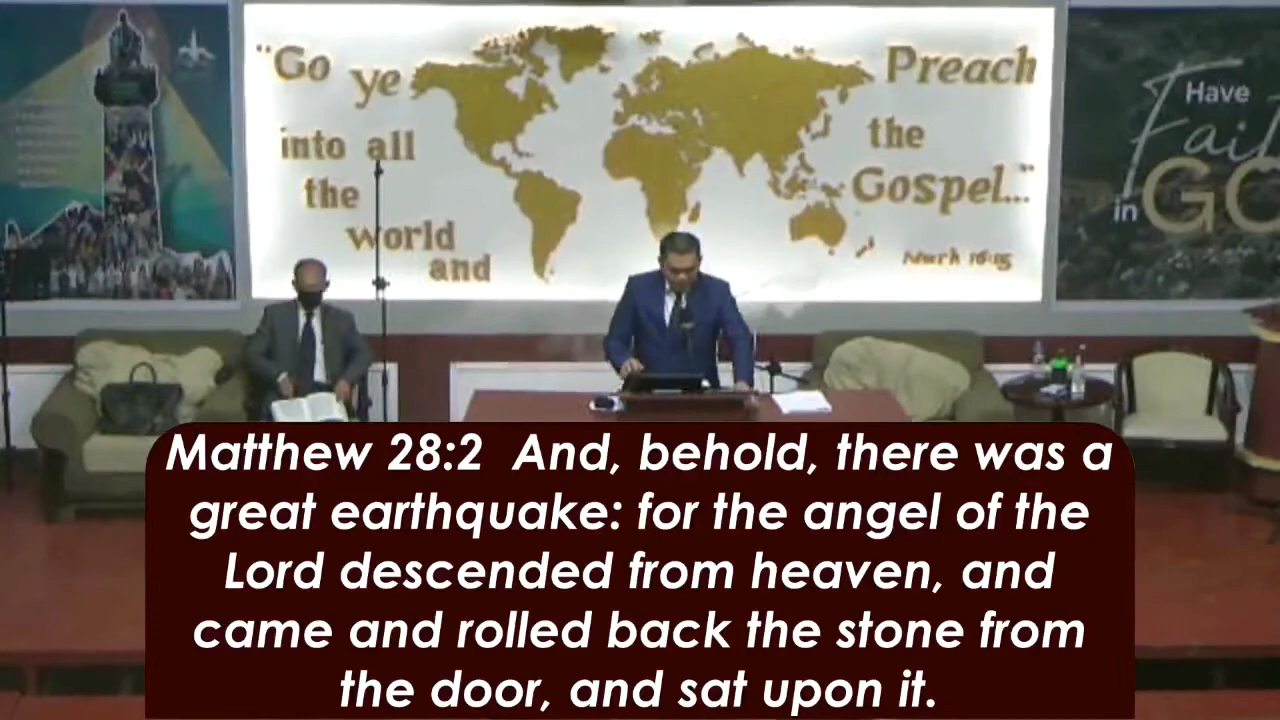 "Go ye
into all
the
world
and
Preach
the
Gospel..."
Mark 16:15
Have
in
Matthew 28:2 And, behold, there was a
great earthquake: for the angel of the
Lord descended from heaven, and
came and rolled back the stone from
the door, and sat upon it.